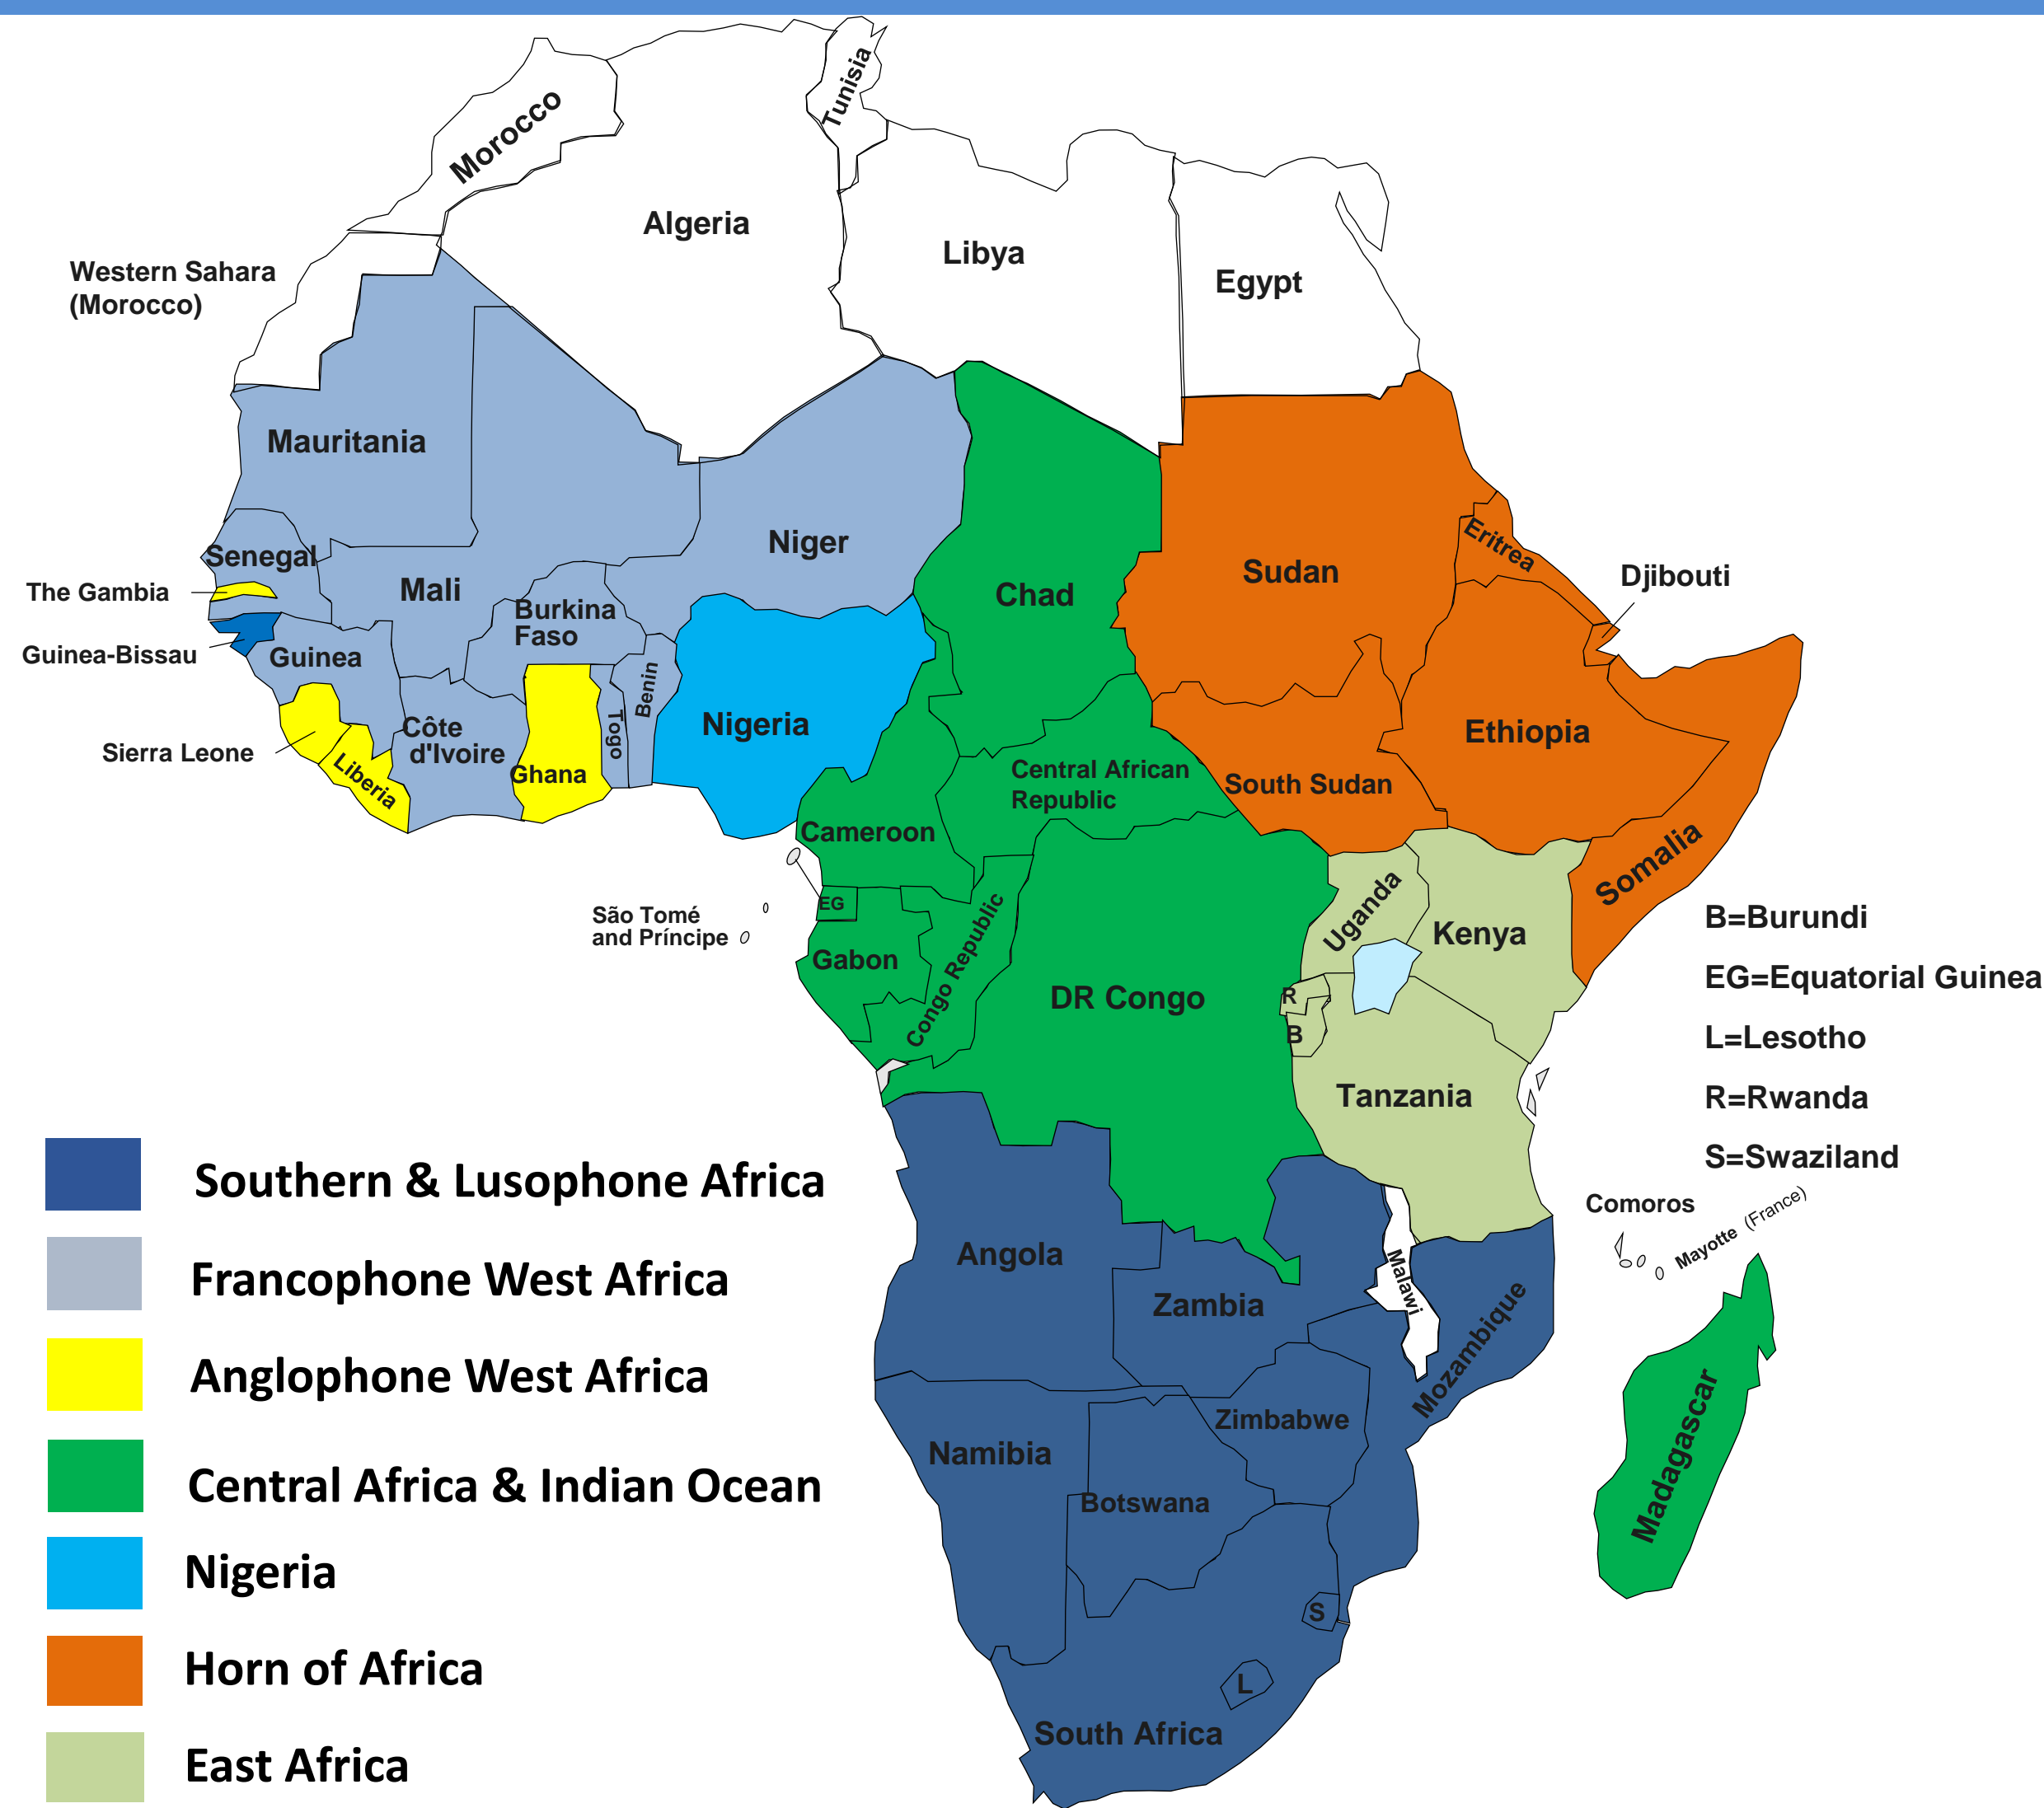 Morocco
Tunisia
Algeria
Libya
Egypt
Western Sahara
(Morocco)
Mauritania
Senegal
The Gambia
Guinea-Bissau
Guinea
Sierra Leone
Liberia
Mali
Burkina
Faso
Côte
d'Ivoire
Ghana
Togo
Benin
Niger
Nigeria
Chad
Sudan
Eritrea
Djibouti
Ethiopia
Somalia
South Sudan
Central African
Republic
Cameroon
EG
São Tomé
and Príncipe
Gabon
Congo Republic
DR Congo
Uganda
Kenya
R
B
Tanzania
B=Burundi
EG=Equatorial Guinea
L=Lesotho
R=Rwanda
S=Swaziland
Comoros
Mayotte (France)
Angola
Zambia
Malawi
Mozambique
Madagascar
Namibia
Zimbabwe
Botswana
S
L
South Africa
Southern & Lusophone Africa
Francophone West Africa
Anglophone West Africa
Central Africa & Indian Ocean
Nigeria
Horn of Africa
East Africa